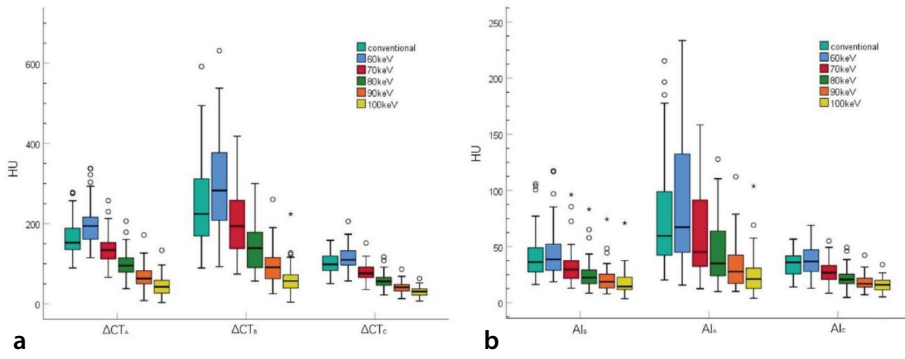 HU
600
400
200
0
conventional
60keV
70keV
80keV
90keV
100keV
ΔCTA
ΔCTB
ΔCTC
a
HU
250
200
150
100
50
0
conventional
60keV
70keV
80keV
90keV
100keV
AIB
AIA
AIC
b